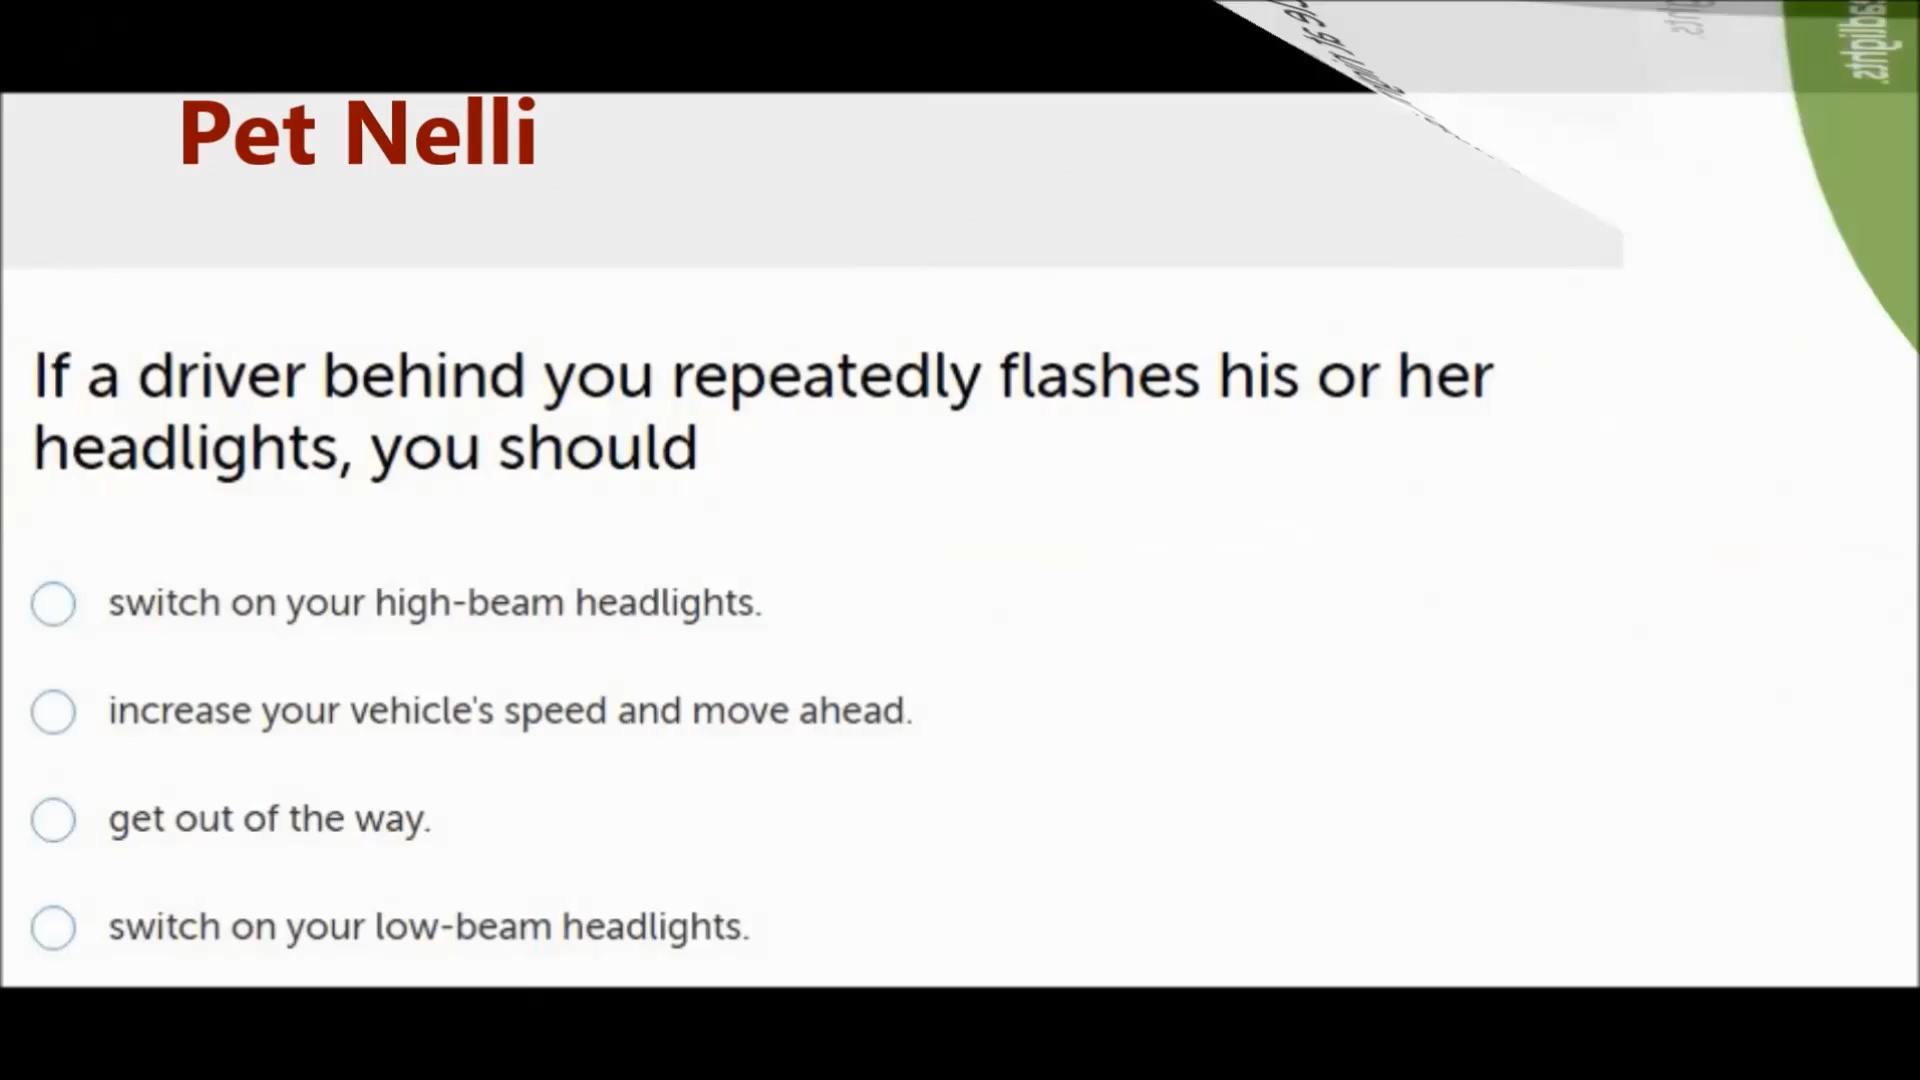 Pet Nelli
If a driver behind you repeatedly flashes his or her
headlights, you should
switch on your high-beam headlights.
increase your vehicle's speed and move ahead.
get out of the way.
switch on your low-beam headlights.